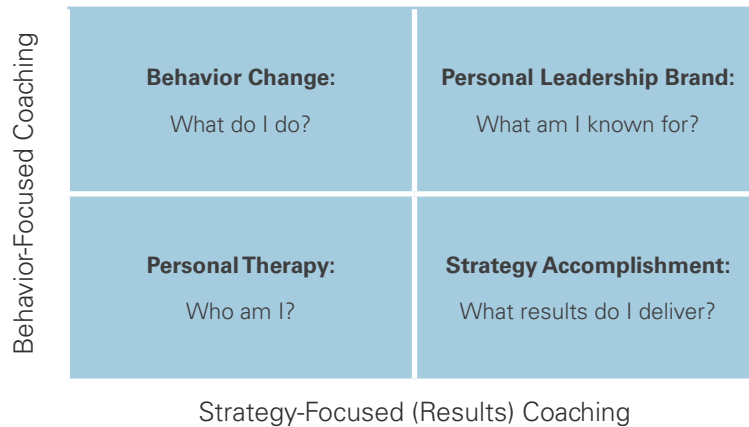 Behavior-Focused Coaching
Behavior Change:
What do I do?
Personal Leadership Brand:
What am I known for?
Personal Therapy:
Who am I?
Strategy Accomplishment:
What results do I deliver?
Strategy-Focused (Results) Coaching